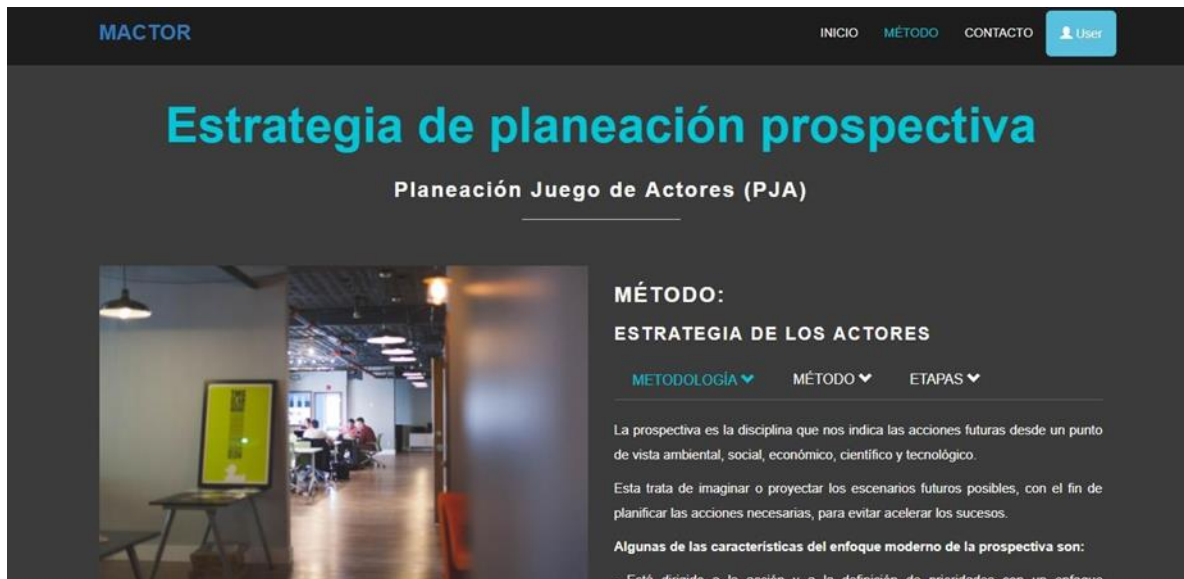 MACTOR
INICIO MÉTODO CONTACTO User
Estrategia de planeación prospectiva
Planeación Juego de Actores (PJA)
MÉTODO:
ESTRATEGIA DE LOS ACTORES
METODOLOGÍA MÉTODO ETAPAS
La prospectiva es la disciplina que nos indica las acciones futuras desde un punto
de vista ambiental, social, económico, científico y tecnológico.
Esta trata de imaginar o proyectar los escenarios futuros posibles, con el fin de
planificar las acciones necesarias, para evitar acelerar los sucesos.
Algunas de las características del enfoque moderno de la prospectiva son: